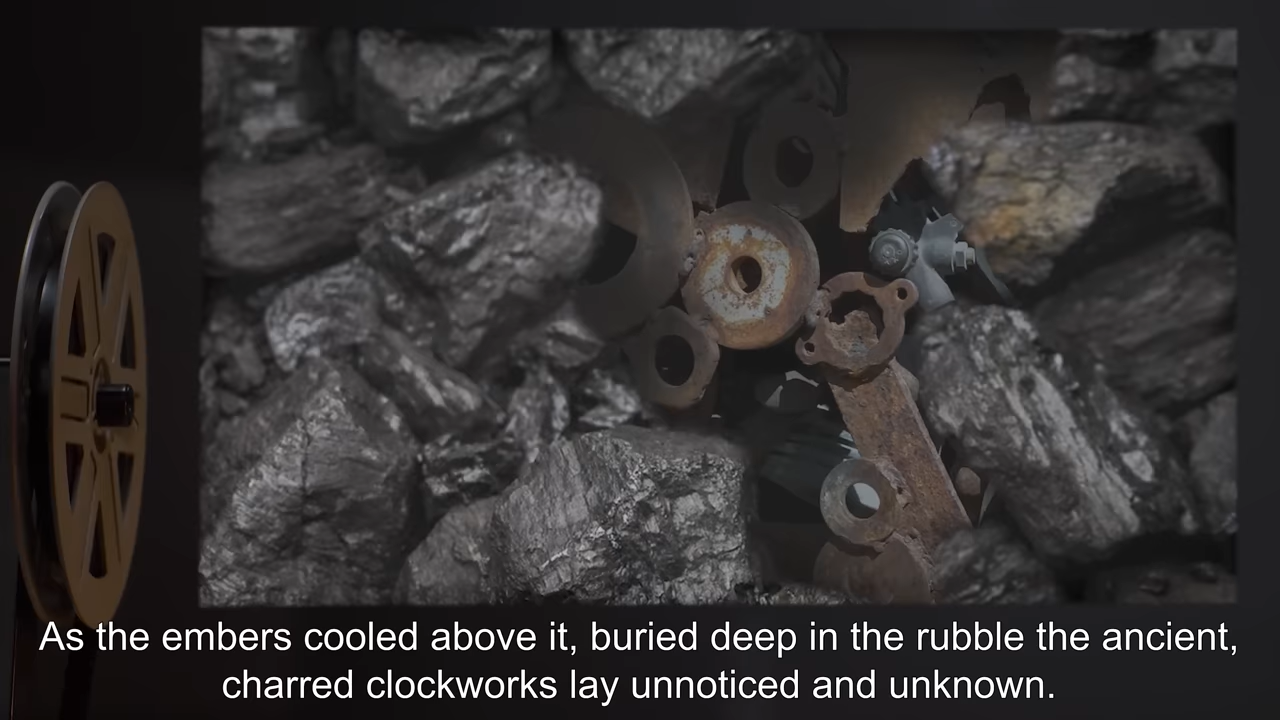 As the embers cooled above it, buried deep in the rubble the ancient,
charred clockworks lay unnoticed and unknown.